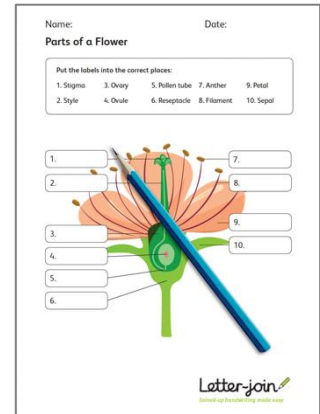 Name: Date:
Parts of a Flower
Put the labels into the correct places:
1. Stigma 3. Ovary 5. Pollen tube 7. Anther 9. Petal
2. Style 4. Ovule 6. Receptacle 8. Filament 10. Sepal
1. 7.
2. 8.
3. 9.
4. 10.
5.
6.
Letter-join
Joined-up handwriting made easy